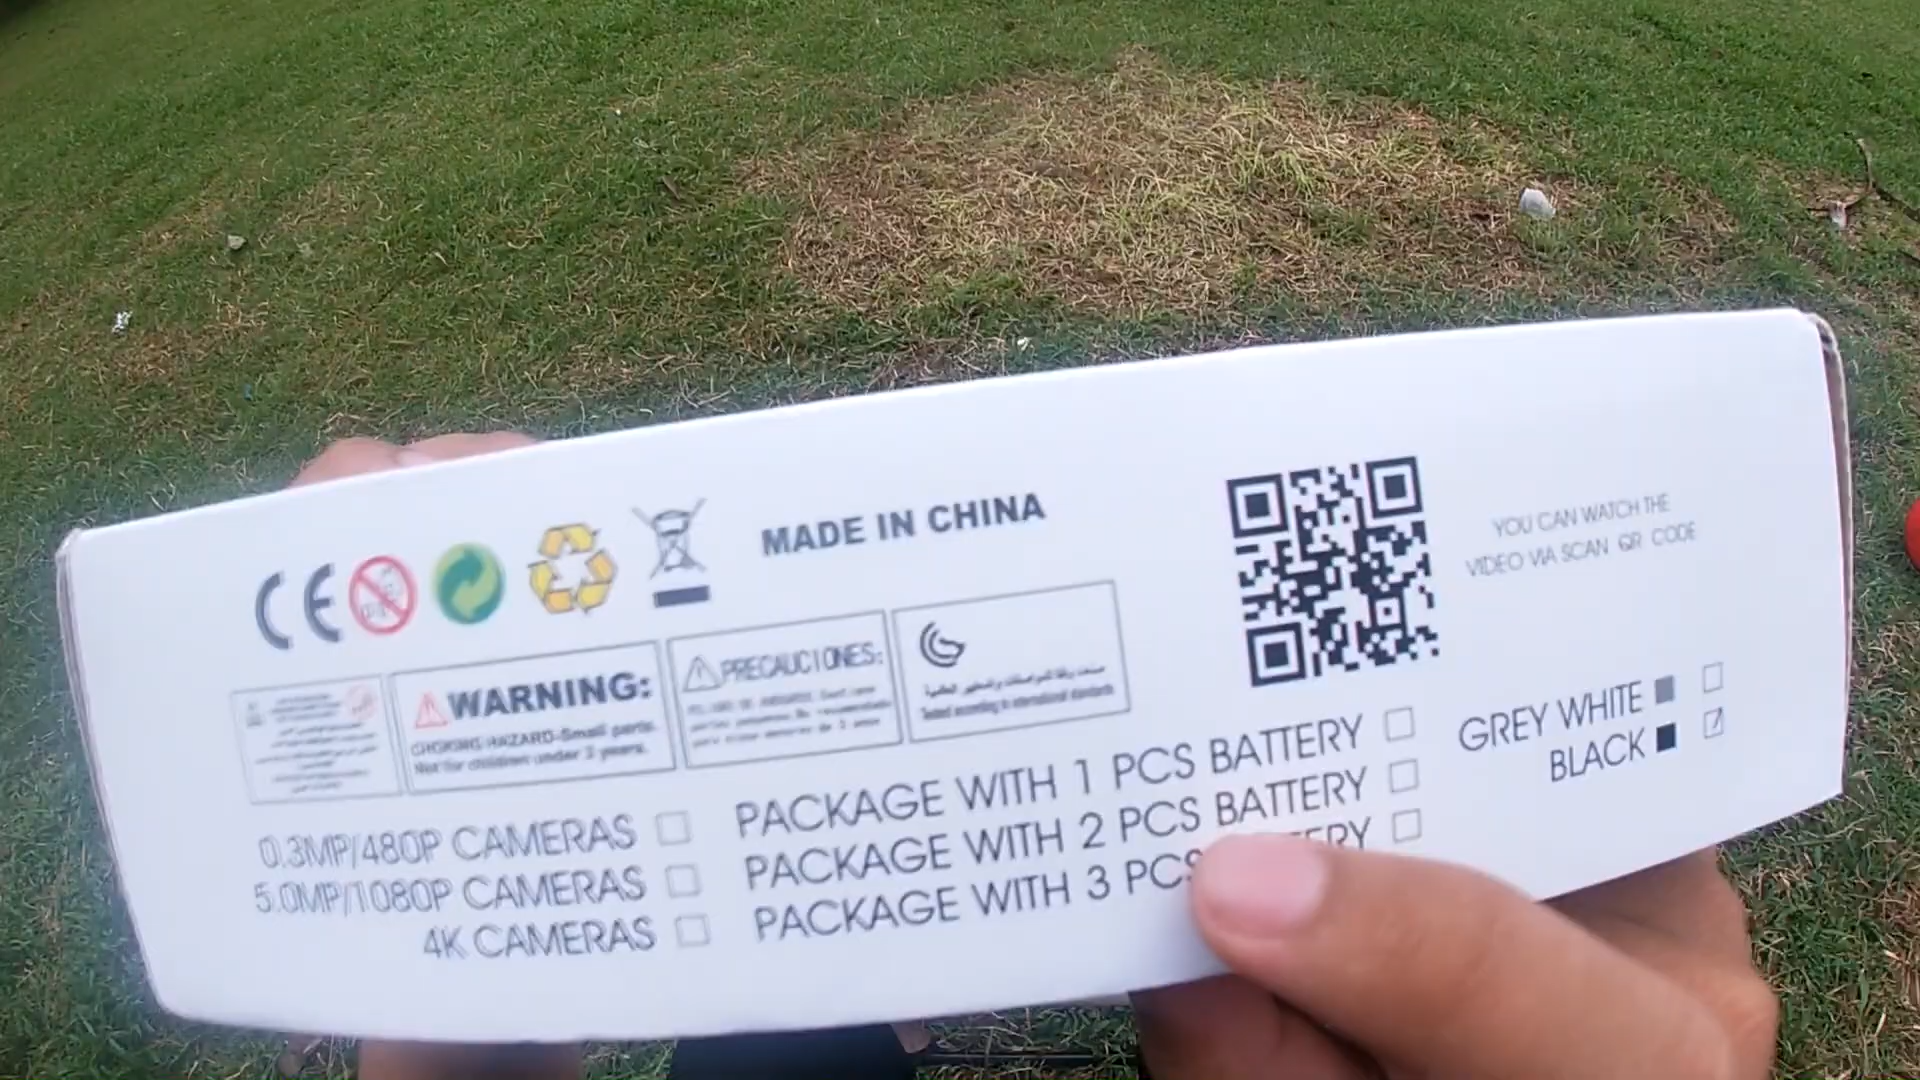 CE
MADE IN CHINA
YOU CAN WATCH THE
VIDEO VIA SCAN QR CODE
WARNING:
CHOKING HAZARD-Small parts.
Not for children under 3 years.
PRECAUCIONES:
Tested according to international standards
0.3MP/480P CAMERAS
5.0MP/1080P CAMERAS
4K CAMERAS
PACKAGE WITH 1 PCS BATTERY
PACKAGE WITH 2 PCS BATTERY
PACKAGE WITH 3 PCS
GREY WHITE
BLACK